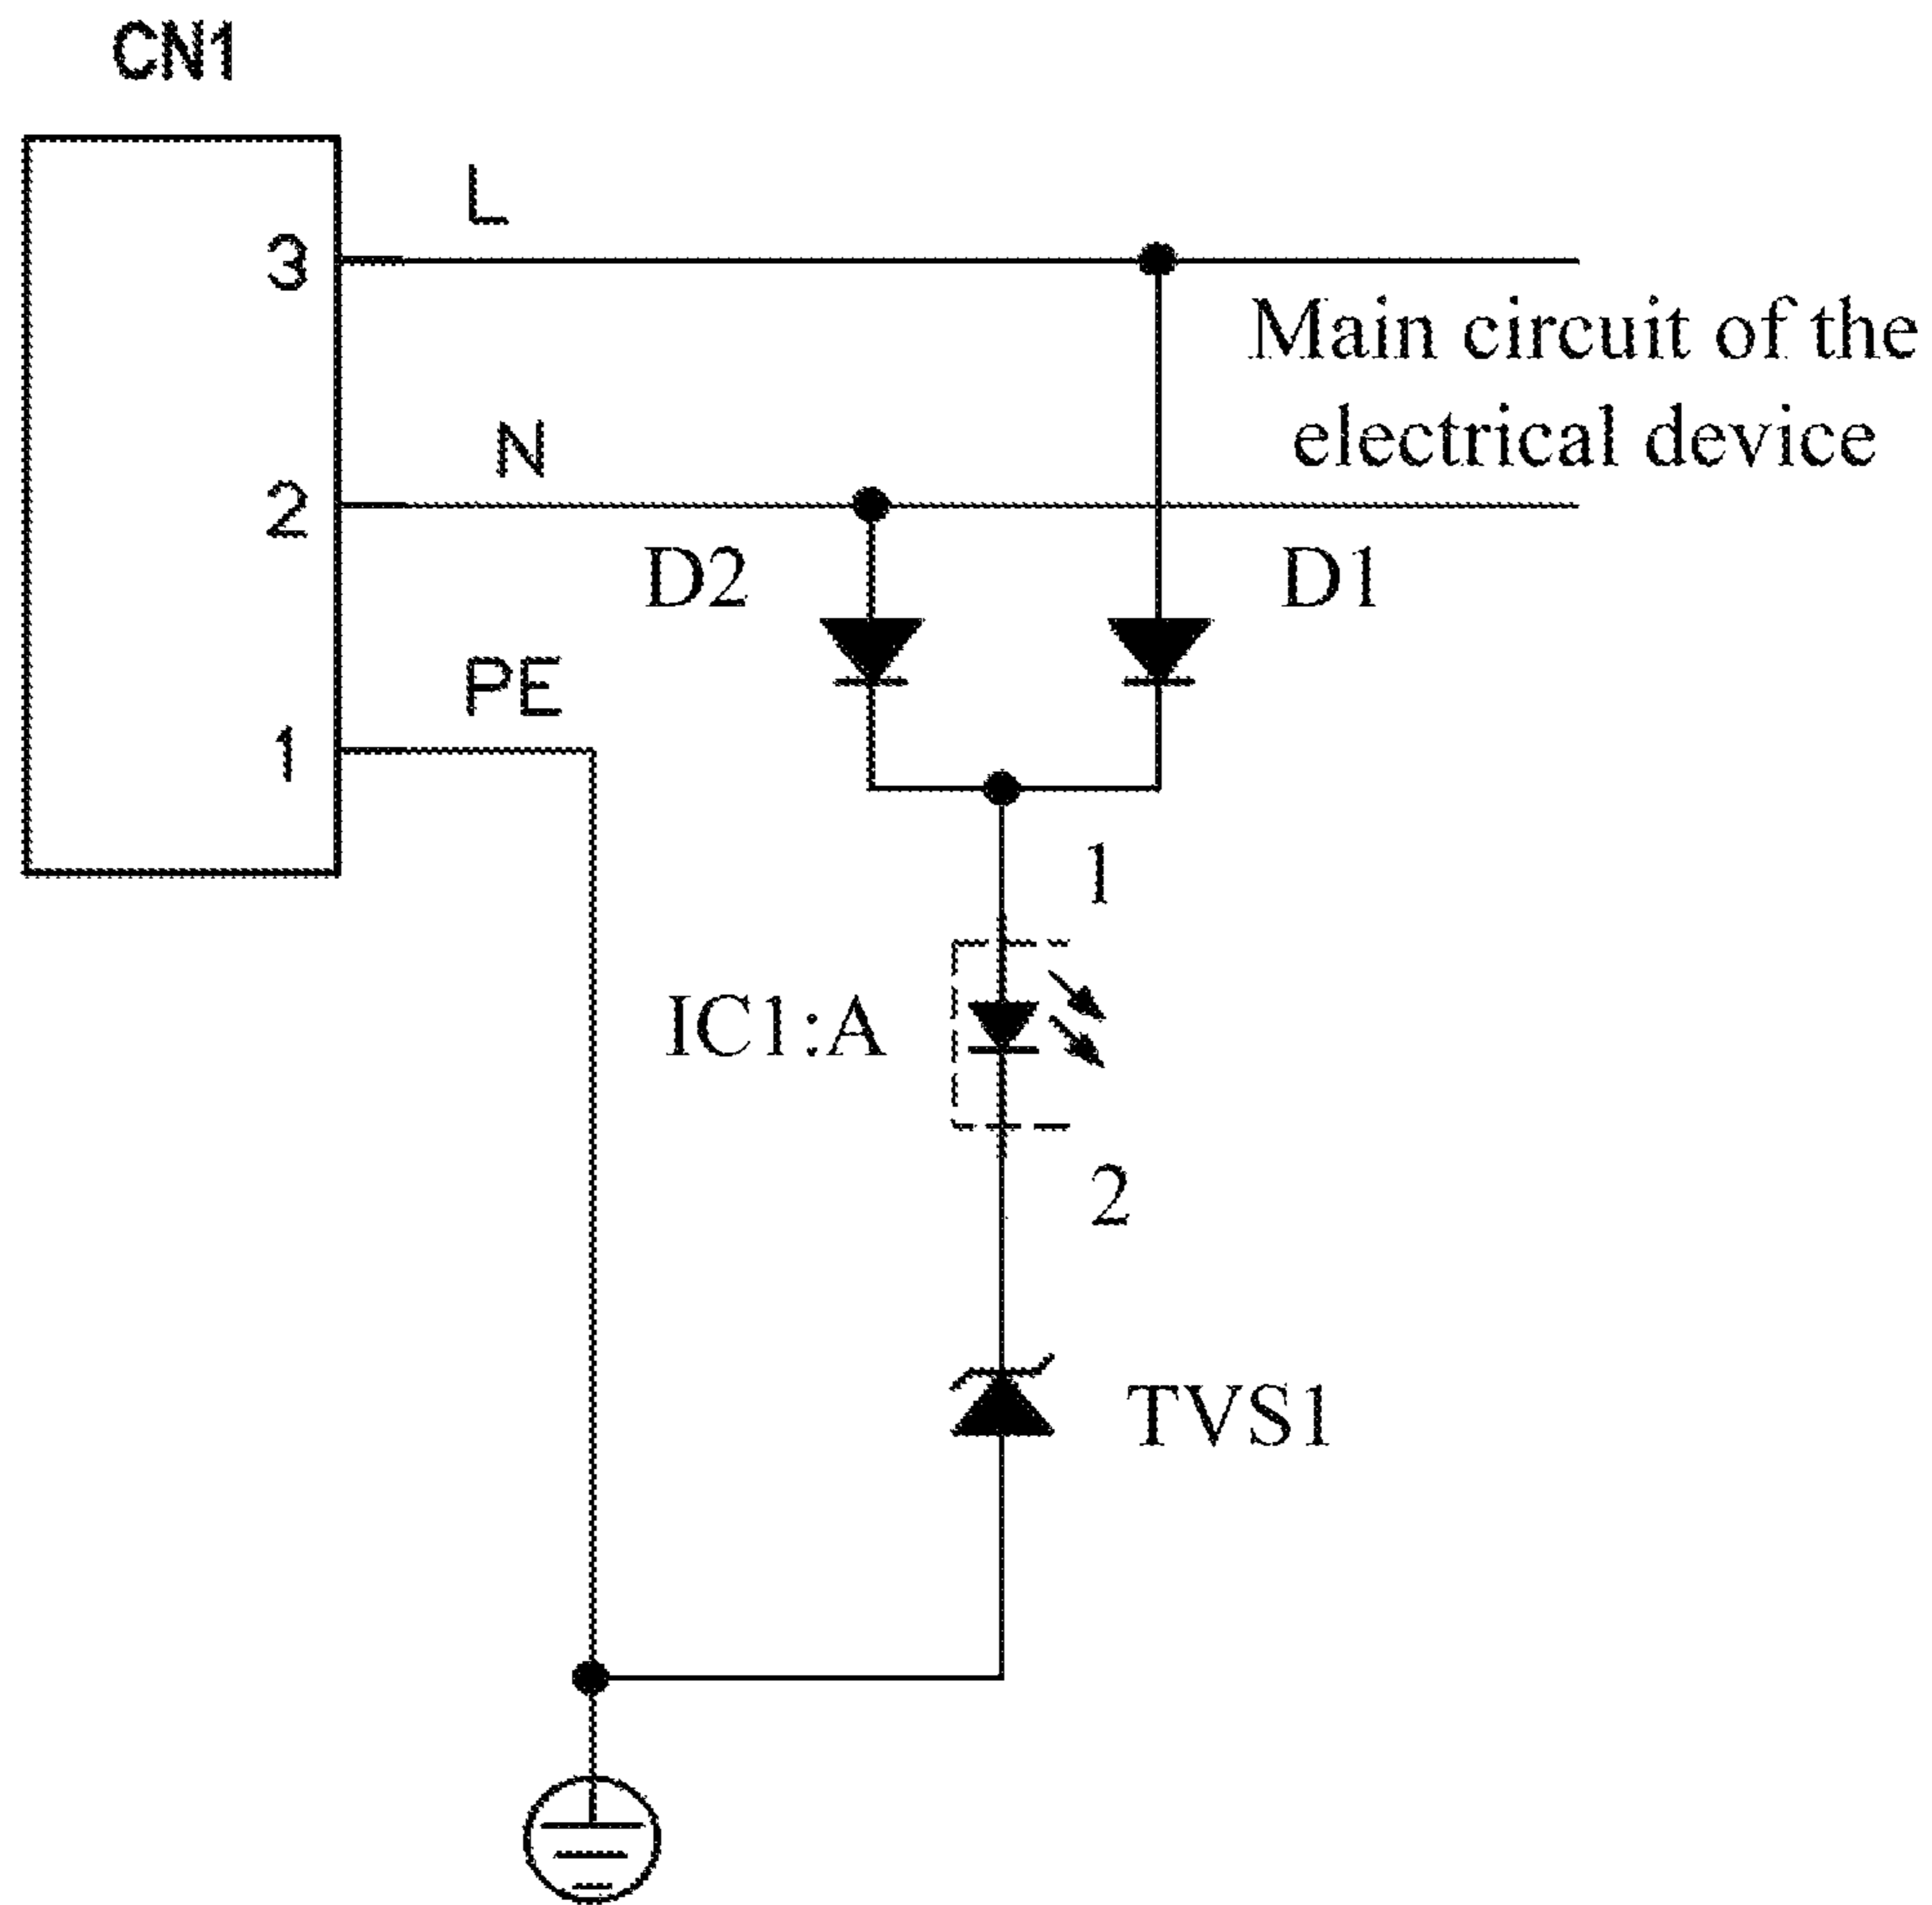 CN1
L
3
Main circuit of the
electrical device
N
2
D2
D1
PE
1
1
IC1:A
2
TVS1